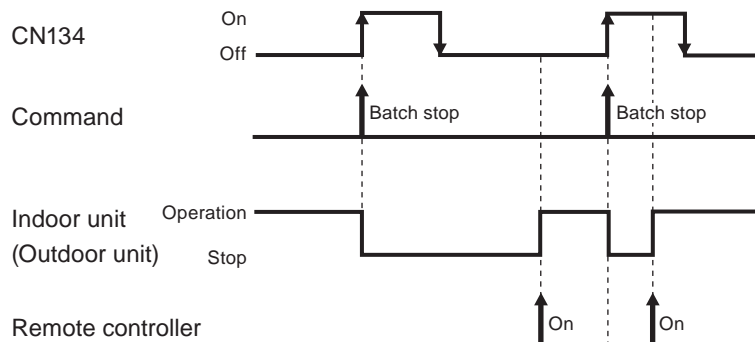 On
CN134
Off
Command
Batch stop
Batch stop
Operation
Indoor unit
(Outdoor unit)
Stop
On
On
Remote controller